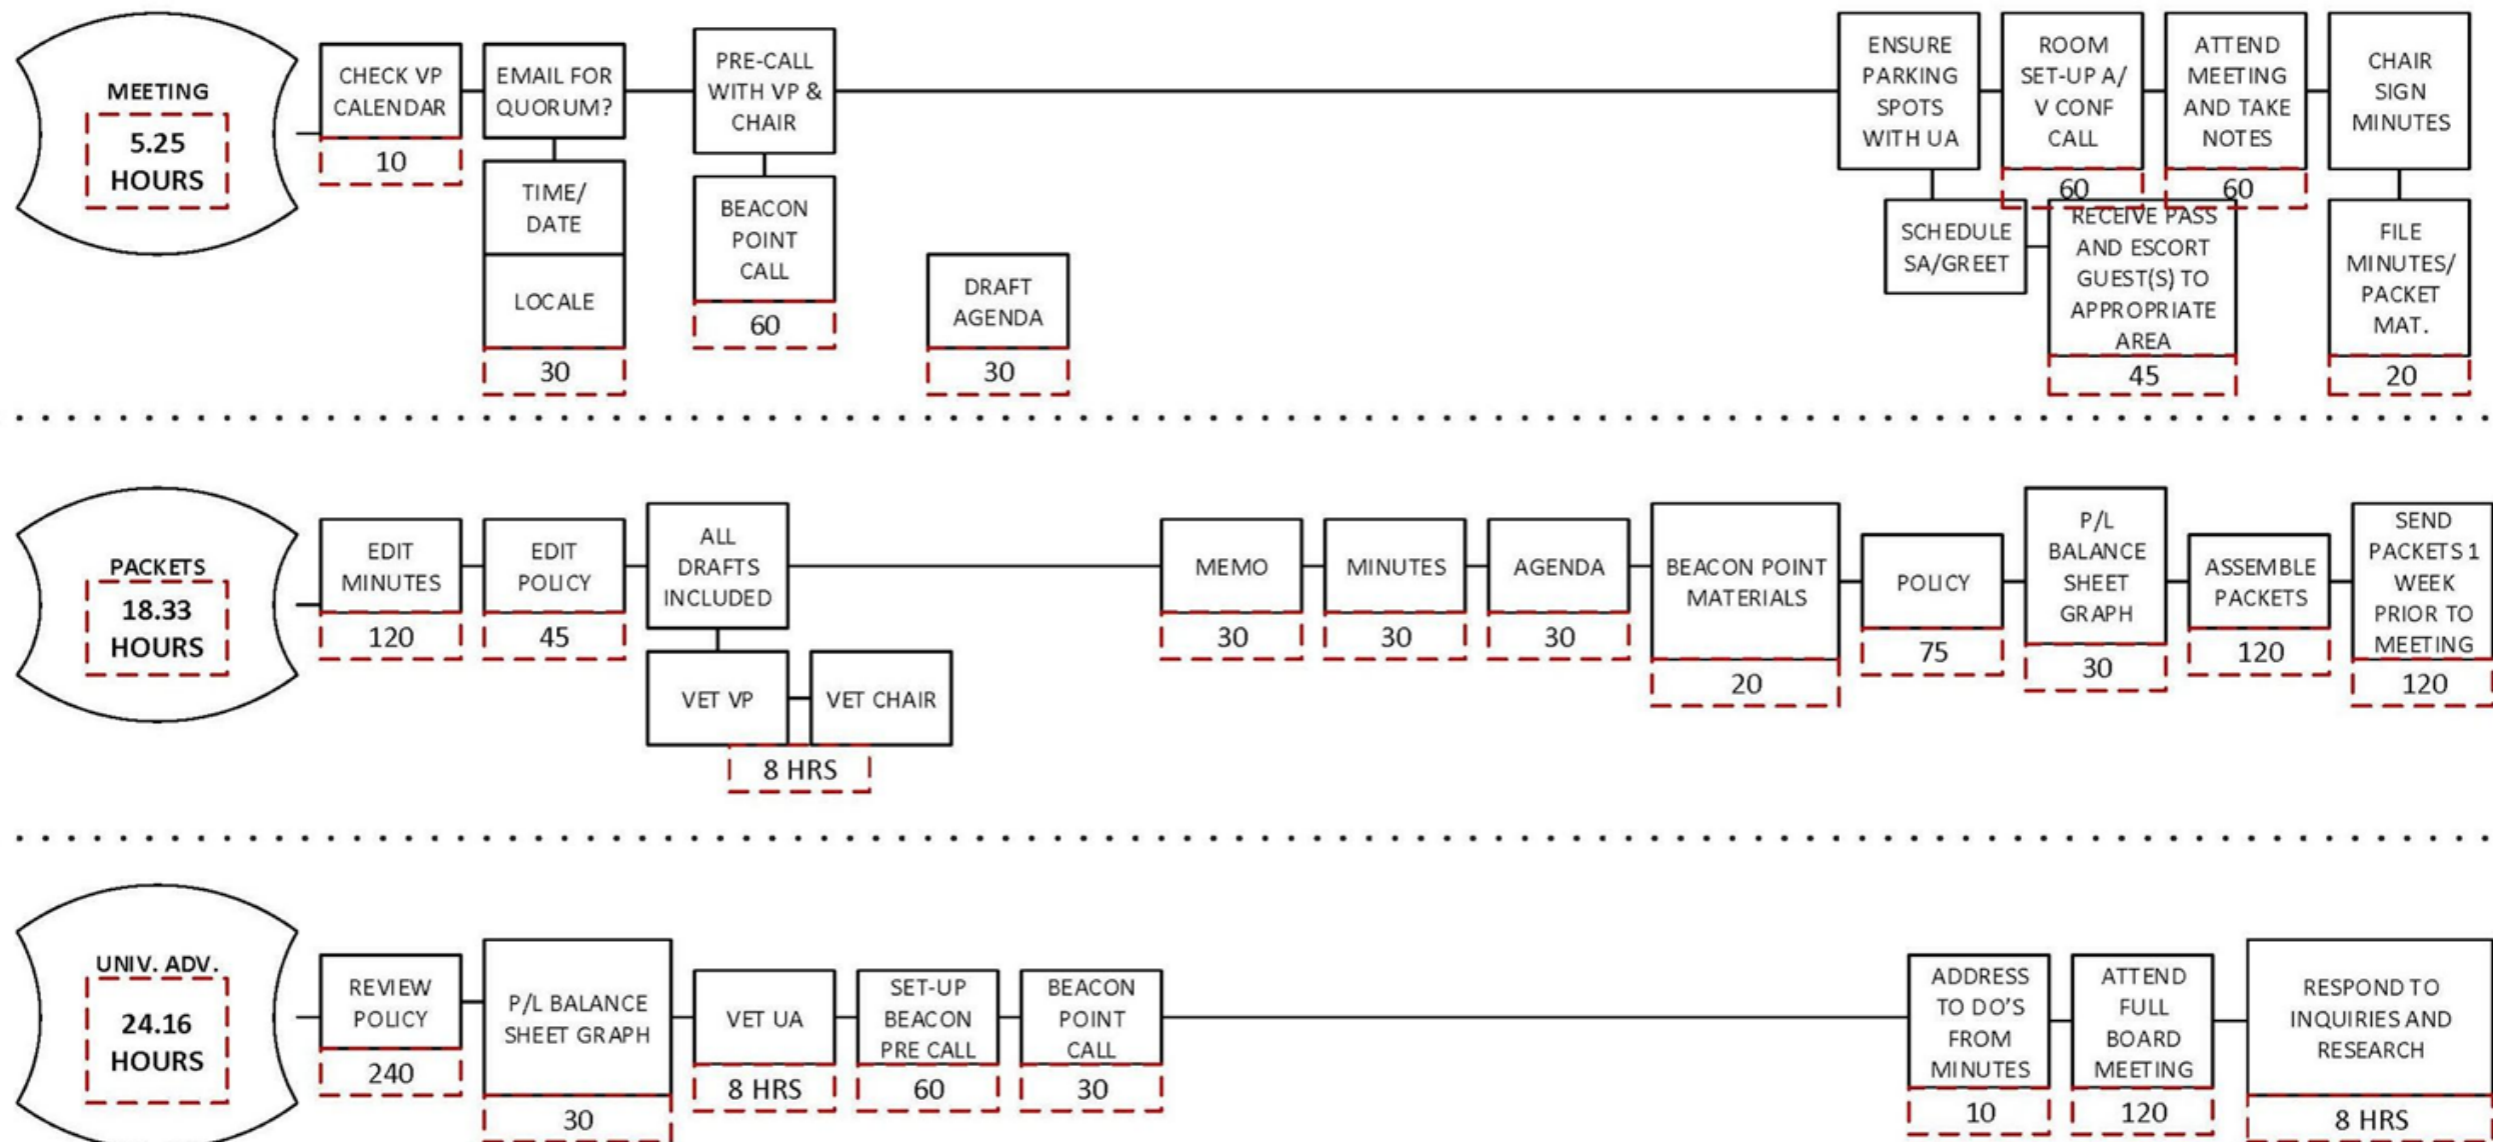 MEETING
5.25
HOURS
CHECK VP
CALENDAR
10
EMAIL FOR
QUORUM?
TIME/
DATE
LOCALE
30
PRE-CALL
WITH VP &
CHAIR
BEACON
POINT
CALL
60
DRAFT
AGENDA
30
ENSURE
PARKING
SPOTS
WITH UA
SCHEDULE
SA/GREET
ROOM
SET-UP A/
V CONF
CALL
60
RECEIVE PASS
AND ESCORT
GUEST(S) TO
APPROPRIATE
AREA
45
ATTEND
MEETING
AND TAKE
NOTES
60
CHAIR
SIGN
MINUTES
FILE
MINUTES/
PACKET
MAT.
20
PACKETS
18.33
HOURS
EDIT
MINUTES
120
EDIT
POLICY
45
ALL
DRAFTS
INCLUDED
VET VP
VET CHAIR
8 HRS
MEMO
30
MINUTES
30
AGENDA
30
BEACON POINT
MATERIALS
20
POLICY
75
P/L
BALANCE
SHEET
GRAPH
30
ASSEMBLE
PACKETS
120
SEND
PACKETS 1
WEEK
PRIOR TO
MEETING
120
UNIV. ADV.
24.16
HOURS
REVIEW
POLICY
240
P/L BALANCE
SHEET GRAPH
30
VET UA
8 HRS
SET-UP
BEACON
PRE CALL
60
BEACON
POINT
CALL
30
ADDRESS
TO DO'S
FROM
MINUTES
10
ATTEND
FULL
BOARD
MEETING
120
RESPOND TO
INQUIRIES AND
RESEARCH
8 HRS